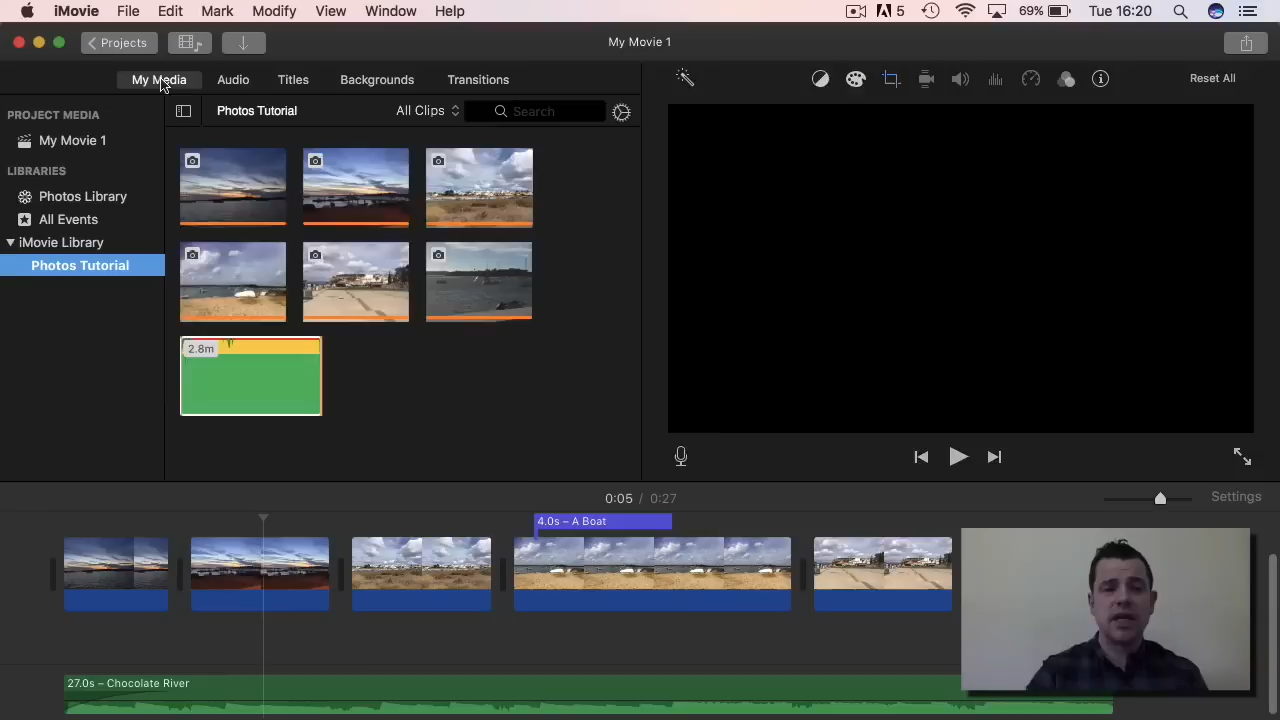 iMovie File Edit Mark Modify View Window Help 5 69% Tue 16:20
Projects My Movie 1
My Media Audio Titles Backgrounds Transitions Reset All
PROJECT MEDIA
My Movie 1
LIBRARIES
Photos Library
All Events
iMovie Library
Photos Tutorial
Photos Tutorial All Clips Search
2.8m
0:05 / 0:27 Settings
4.0s – A Boat
27.0s – Chocolate River